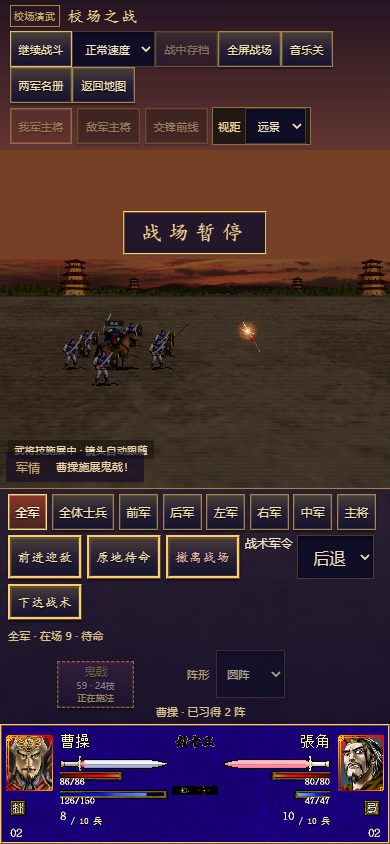 校场演武 校场之战
继续战斗 正常速度 战中存档 全屏战场 音乐关
两军名册 返回地图
我军主将 敌军主将 交锋前线 视距 远景
战场暂停
武将技施展中 · 镜头自动跟随
军情 曹操施展鬼戟！
全军 全体士兵 前军 后军 左军 右军 中军 主将
前进迎敌 原地待命 撤离战场 战术军令 后退
下达战术
全军 · 在场 9 · 待命
鬼戟
59 · 24技
正在施法
阵形 圆阵
曹操 · 已习得 2 阵
曹操 張角
86/86 80/80
126/150 47/47
8 / 10 兵 10 / 10 兵
02 02